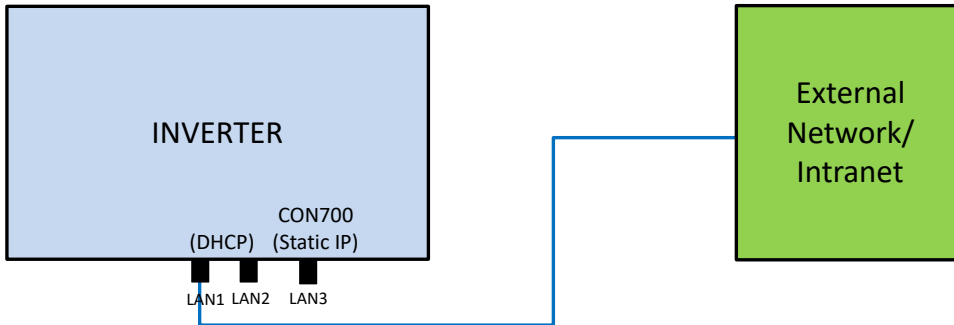 INVERTER
CON700
(DHCP) (Static IP)
LAN1 LAN2 LAN3
External
Network/
Intranet